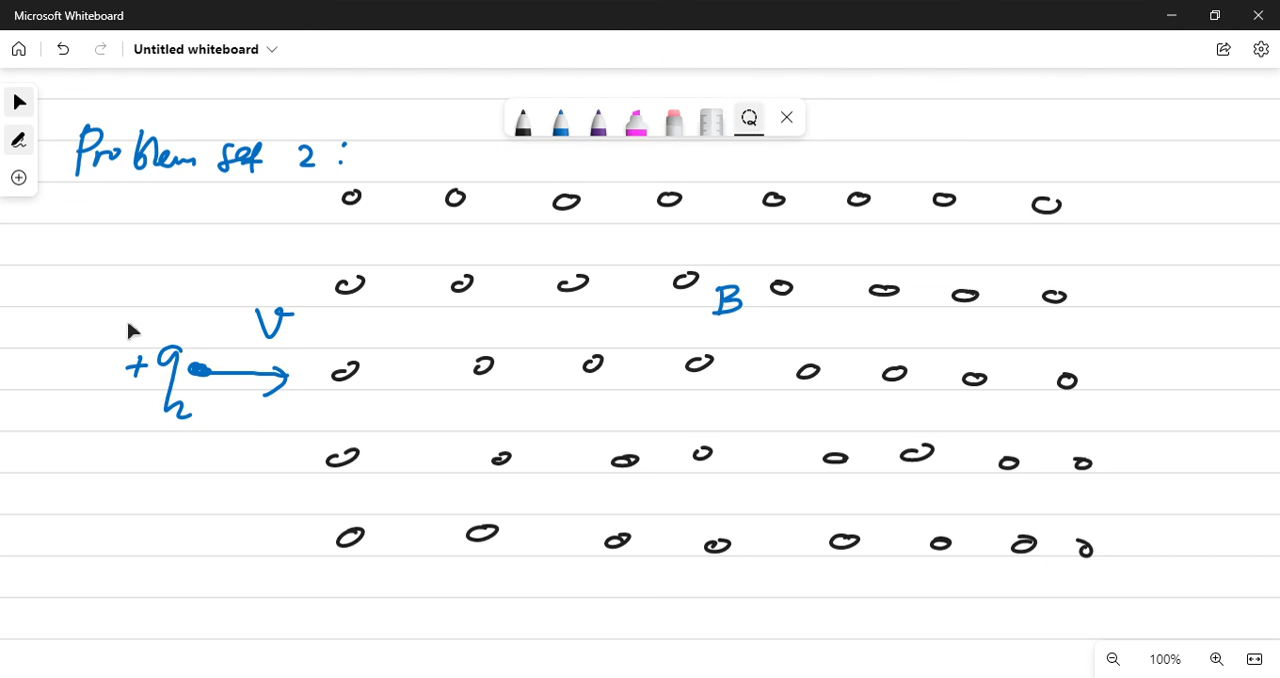 Microsoft Whiteboard
Untitled whiteboard
Problem set 2 :
B
V
+q
100%